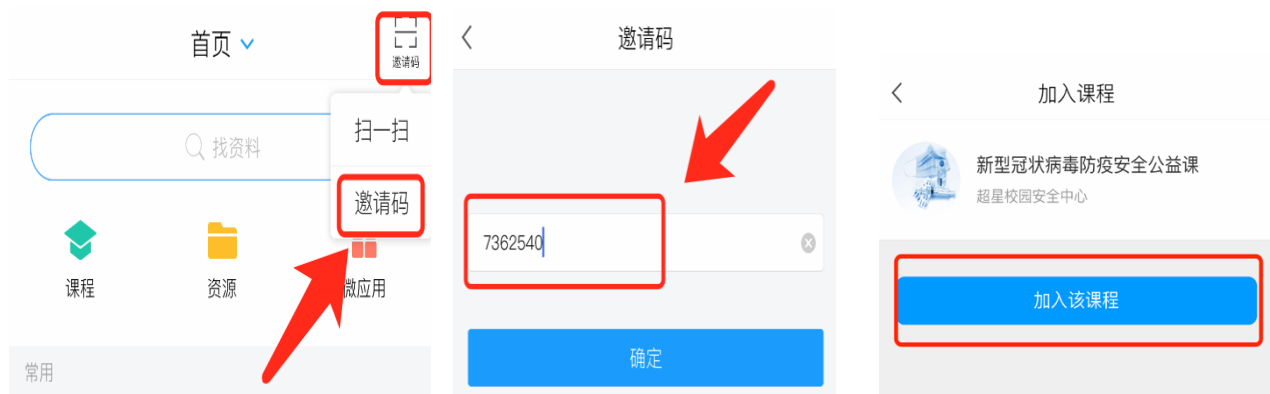 首页
邀请码
扫一扫
找资料
邀请码
课程
资源
微应用
常用
邀请码
7362540
确定
加入课程
新型冠状病毒防疫安全公益课
超星校园安全中心
加入该课程